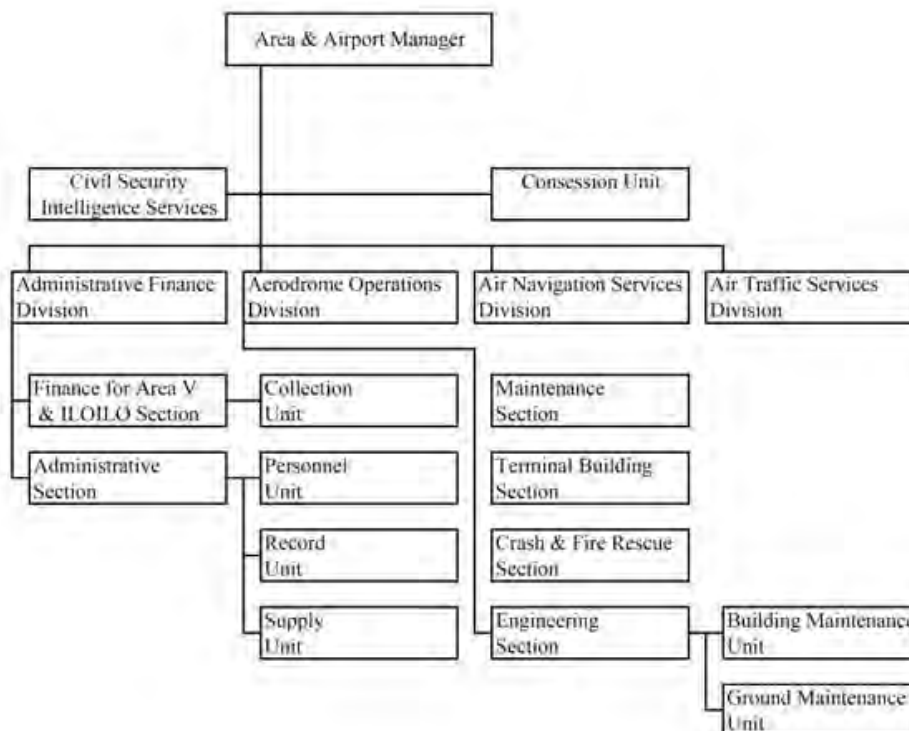 Area & Airport Manager
Civil Security
Intelligence Services
Consession Unit
Administrative Finance
Division
Aerodrome Operations
Division
Air Navigation Services
Division
Air Traffic Services
Division
Finance for Area V
& ILOILO Section
Collection
Unit
Maintenance
Section
Administrative
Section
Personnel
Unit
Terminal Building
Section
Record
Unit
Crash & Fire Rescue
Section
Supply
Unit
Engineering
Section
Building Maintenance
Unit
Ground Maintenance
Unit